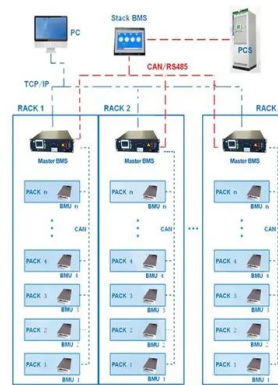 PC
Stack BMS
PCS
CAN/RS485
TCP/IP
RACK 1
RACK 2
RACK
Master BMS
Master BMS
Master BMS
PACK n
BMU n
PACK n
BMU n
PACK n
BMU n
CAN
CAN
CAN
...
PACK 4
BMU 4
PACK 4
BMU 4
PACK 4
BMU 4
PACK 3
BMU 3
PACK 3
BMU 3
PACK 3
BMU 3
PACK 2
BMU 2
PACK 2
BMU 2
PACK 2
BMU 2
PACK 1
BMU 1
PACK 1
BMU 1
PACK 1
BMU 1